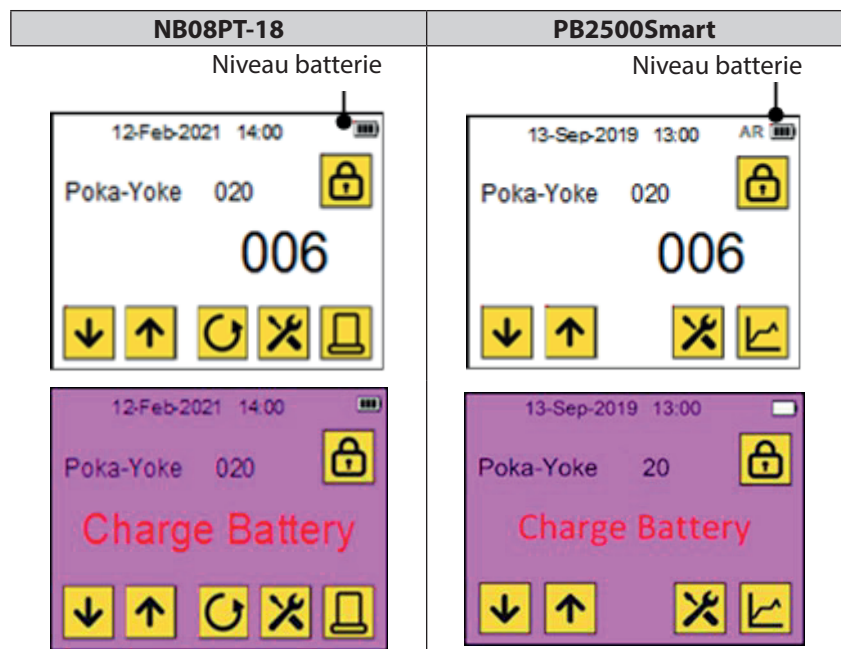 NB08PT-18
PB2500Smart
Niveau batterie
Niveau batterie
12-Feb-2021 14:00
Poka-Yoke 020
006
13-Sep-2019 13:00 AR
Poka-Yoke 020
006
12-Feb-2021 14:00
Poka-Yoke 020
Charge Battery
13-Sep-2019 13:00
Poka-Yoke 20
Charge Battery